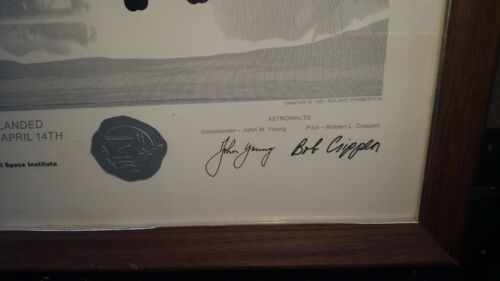 Copyright © 1981 ROLAND PEMBERTON
LANDED
APRIL 14TH
ASTRONAUTS
Commander - John W. Young
Pilot - Robert L. Crippen
l Space Institute
John Young
Bob Crippen